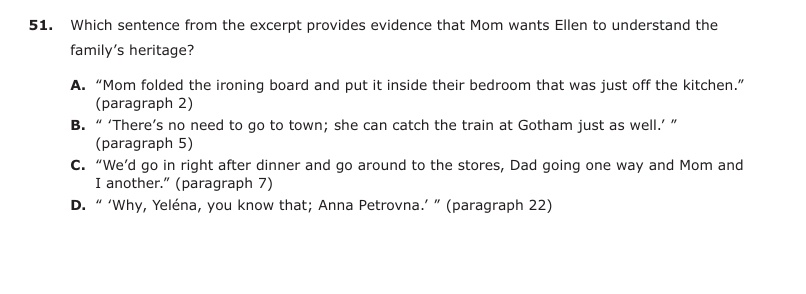 51. Which sentence from the excerpt provides evidence that Mom wants Ellen to understand the
family’s heritage?
A. “Mom folded the ironing board and put it inside their bedroom that was just off the kitchen.”
(paragraph 2)
B. “ ‘There’s no need to go to town; she can catch the train at Gotham just as well.’ ”
(paragraph 5)
C. “We’d go in right after dinner and go around to the stores, Dad going one way and Mom and
I another.” (paragraph 7)
D. “ ‘Why, Yeléna, you know that; Anna Petrovna.’ ” (paragraph 22)